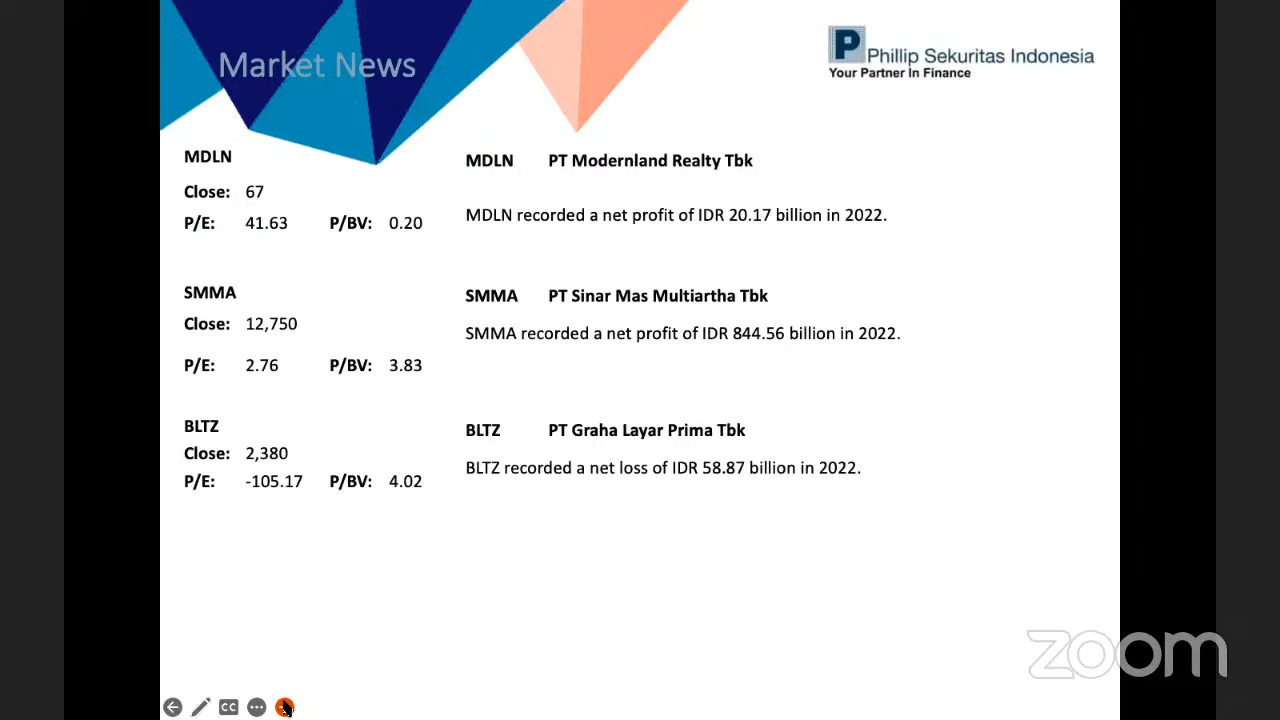 Market News
P
Phillip Sekuritas Indonesia
Your Partner In Finance
MDLN
Close: 67
P/E: 41.63 P/BV: 0.20
MDLN PT Modernland Realty Tbk
MDLN recorded a net profit of IDR 20.17 billion in 2022.
SMMA
Close: 12,750
P/E: 2.76 P/BV: 3.83
SMMA PT Sinar Mas Multiartha Tbk
SMMA recorded a net profit of IDR 844.56 billion in 2022.
BLTZ
Close: 2,380
P/E: -105.17 P/BV: 4.02
BLTZ PT Graha Layar Prima Tbk
BLTZ recorded a net loss of IDR 58.87 billion in 2022.
zoom
CC